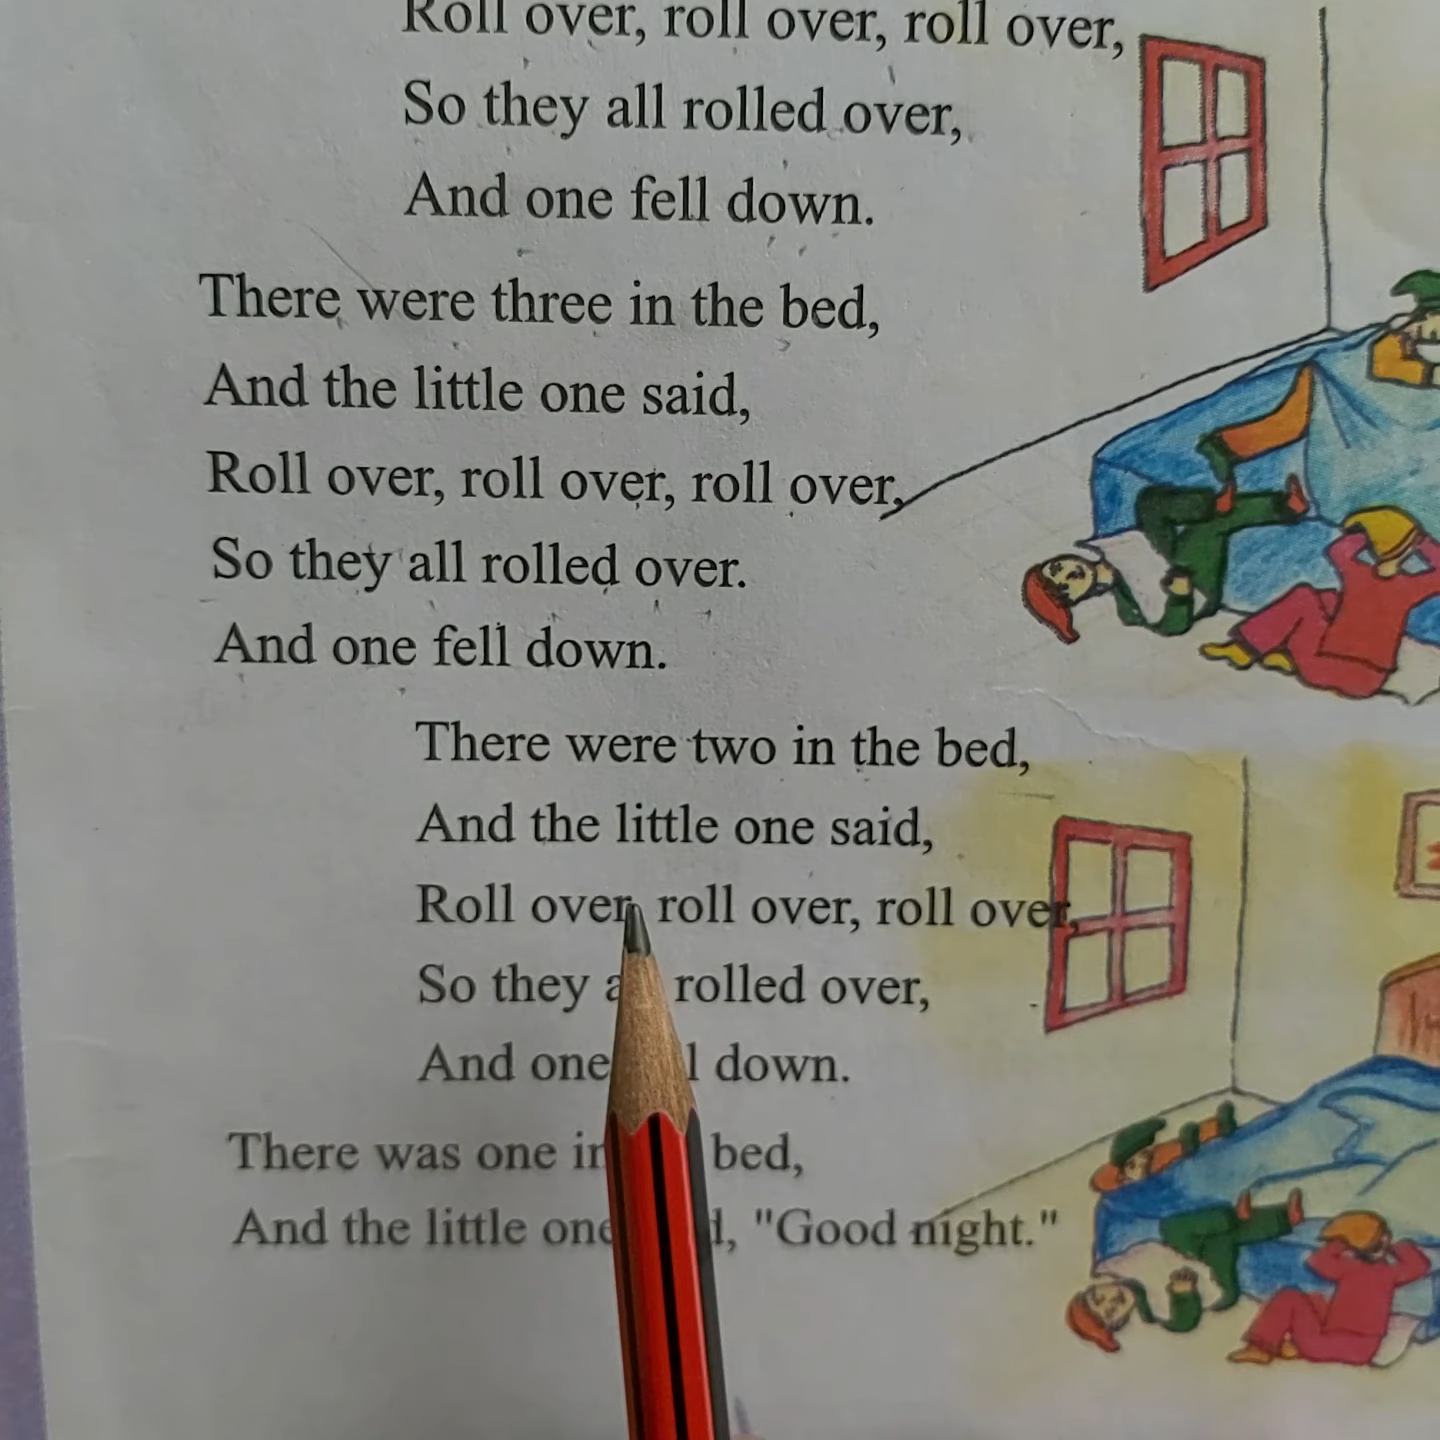 Roll over, roll over, roll over,
So they all rolled over,
And one fell down.
There were three in the bed,
And the little one said,
Roll over, roll over, roll over,
So they all rolled over.
And one fell down.
There were two in the bed,
And the little one said,
Roll over, roll over, roll over,
So they rolled over,
And one down.
There was one bed,
And the little one "Good night."